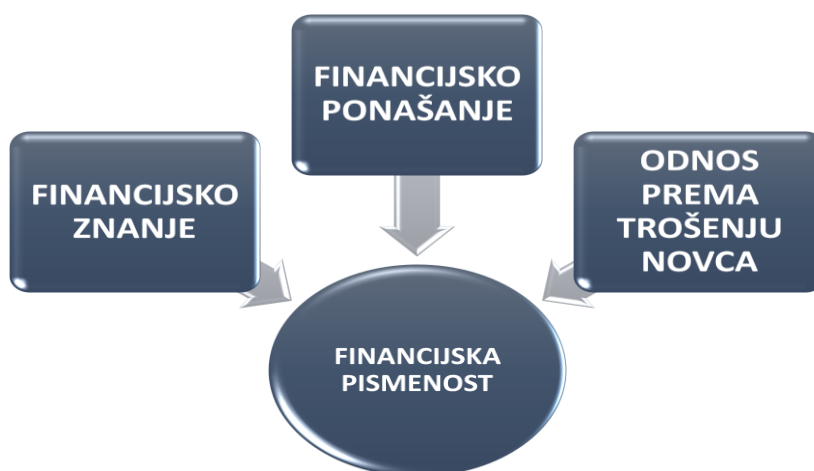 FINANCIJSKO
PONAŠANJE
FINANCIJSKO
ZNANJE
ODNOS
PREMA
TROŠENJU
NOVCA
FINANCIJSKA
PISMENOST